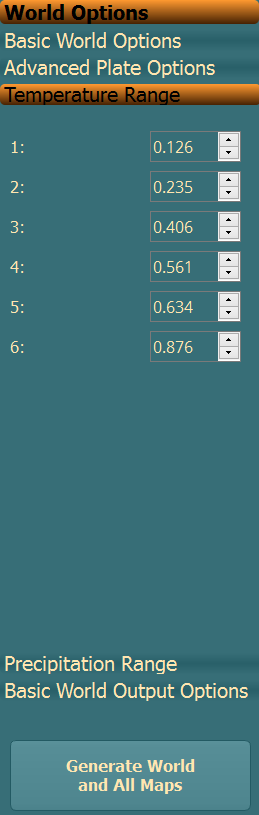 World Options
Basic World Options
Advanced Plate Options
Temperature Range
1: 0.126
2: 0.235
3: 0.406
4: 0.561
5: 0.634
6: 0.876
Precipitation Range
Basic World Output Options
Generate World
and All Maps